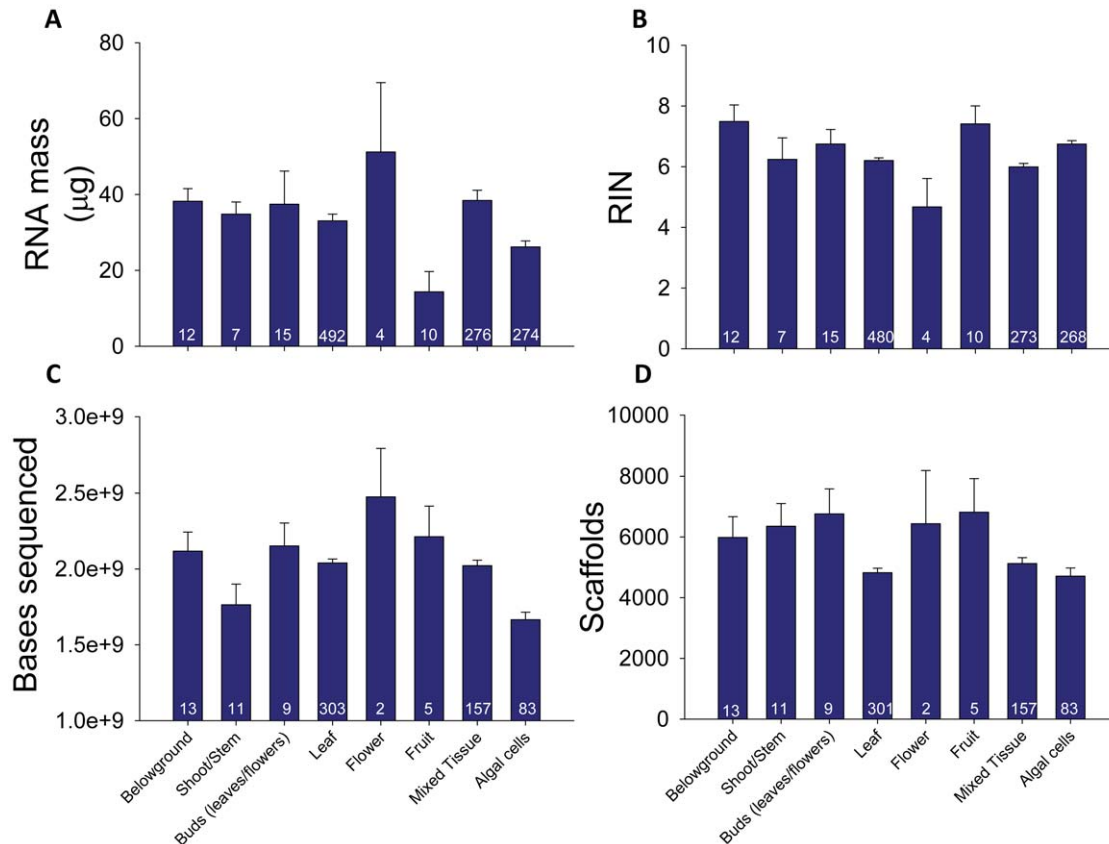 A
80
60
40
20
0
RNA mass
(μg)
12 7 15 492 4 10 276 274
B
10
8
6
4
2
0
RIN
12 7 15 480 4 10 273 268
C
3.0e+9
2.5e+9
2.0e+9
1.5e+9
1.0e+9
Bases sequenced
13 11 9 303 2 5 157 83
Belowground
Shoot/Stem
Buds (leaves/flowers)
Leaf
Flower
Fruit
Mixed Tissue
Algal cells
D
10000
8000
6000
4000
2000
0
Scaffolds
13 11 9 301 2 5 157 83
Belowground
Shoot/Stem
Buds (leaves/flowers)
Leaf
Flower
Fruit
Mixed Tissue
Algal cells